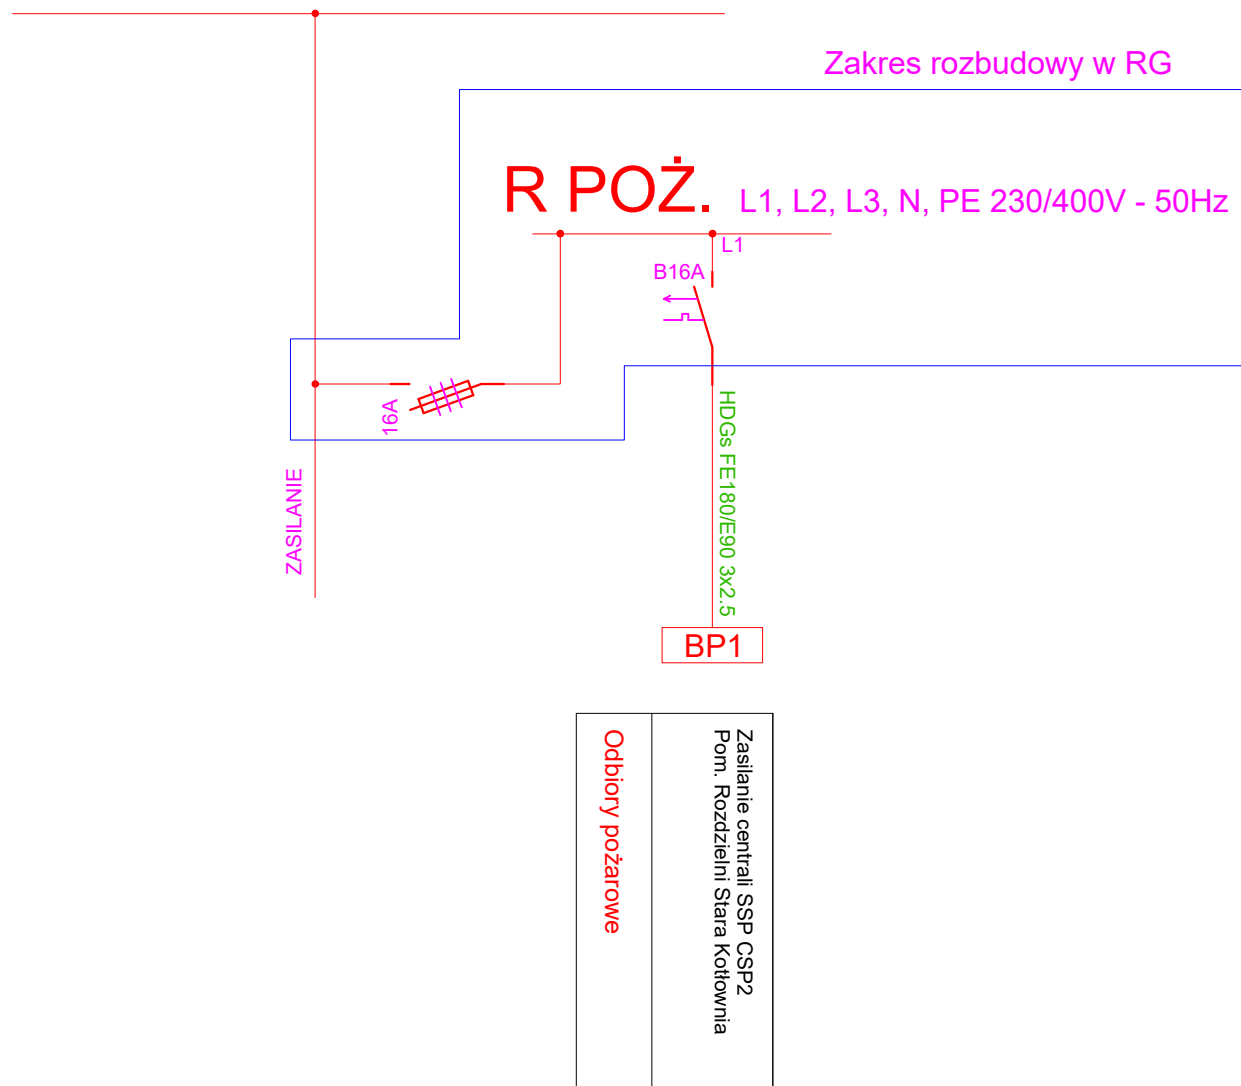 Zakres rozbudowy w RG
R POŻ.
L1, L2, L3, N, PE 230/400V - 50Hz
L1
B16A
16A
ZASILANIE
HDGs FE180/E90 3x2.5
BP1
Zasilanie centrali SSP CSP2
Pom. Rozdzielni Stara Kotłownia
Odbiory pożarowe